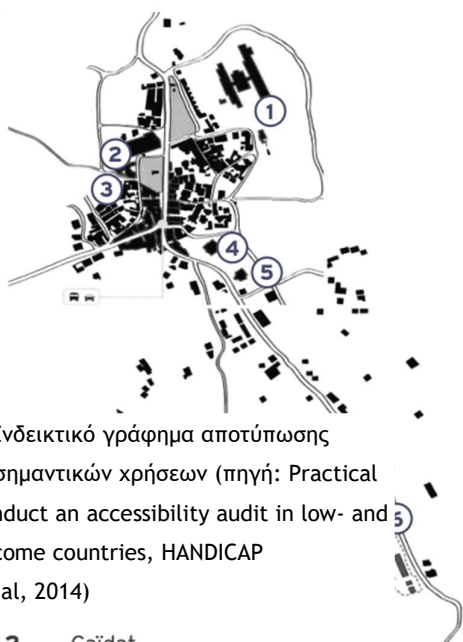 1
2
3
4
5
Ενδεικτικό γράφημα αποτύπωσης
σημαντικών χρήσεων (πηγή: Practical
nduct an accessibility audit in low- and
come countries, HANDICAP
al, 2014)
6